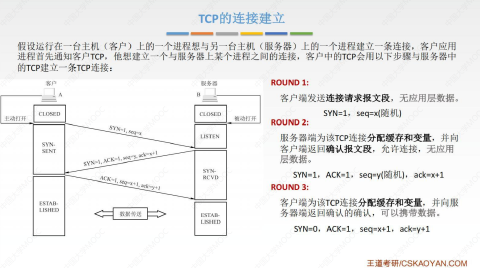 TCP的连接建立
假设运行在一台主机（客户）上的一个进程想与另一台主机（服务器）上的一个进程建立一条连接，客户应用
进程首先通知客户TCP，他想建立一个与服务器上某个进程之间的连接，客户中的TCP会用以下步骤与服务器中
的TCP建立一条TCP连接：
客户
服务器
A
B
主动打开
CLOSED
CLOSED
被动打开
SYN=1, seq=x
LISTEN
SYN-
SENT
SYN=1, ACK=1, seq=y, ack=x+1
SYN-
RCVD
ACK=1, seq=x+1, ack=y+1
ESTAB-
LISHED
数据传送
ESTAB-
LISHED
ROUND 1:
客户端发送连接请求报文段，无应用层数据。
SYN=1，seq=x(随机)
ROUND 2:
服务器端为该TCP连接分配缓存和变量，并向
客户端返回确认报文段，允许连接，无应用
层数据。
SYN=1，ACK=1，seq=y(随机)，ack=x+1
ROUND 3:
客户端为该TCP连接分配缓存和变量，并向服
务器端返回确认的确认，可以携带数据。
SYN=0，ACK=1，seq=x+1，ack=y+1
王道考研/CSKAOYAN.COM